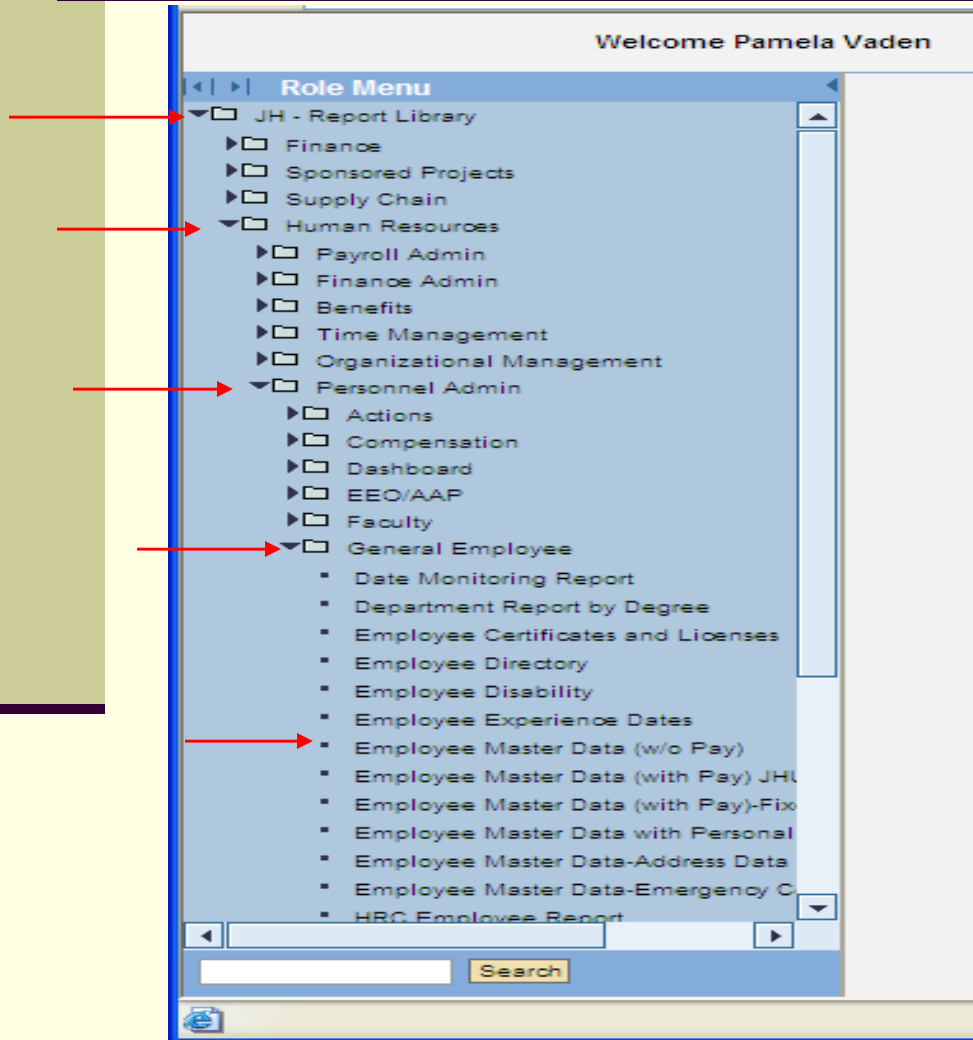 Welcome Pamela Vaden
Role Menu
JH - Report Library
Finance
Sponsored Projects
Supply Chain
Human Resources
Payroll Admin
Finance Admin
Benefits
Time Management
Organizational Management
Personnel Admin
Actions
Compensation
Dashboard
EEO/AAP
Faculty
General Employee
Date Monitoring Report
Department Report by Degree
Employee Certificates and Licenses
Employee Directory
Employee Disability
Employee Experience Dates
Employee Master Data (w/o Pay)
Employee Master Data (with Pay) JHU
Employee Master Data (with Pay)-Fix
Employee Master Data with Personal
Employee Master Data-Address Data
Employee Master Data-Emergency C
HRC Employee Report
Search